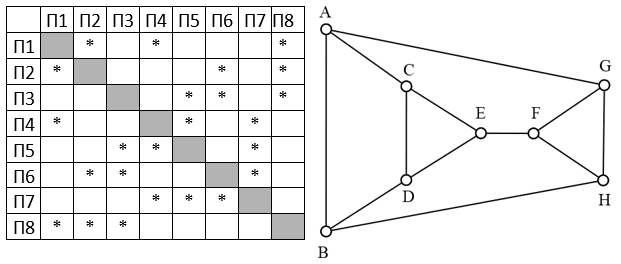 П1 П2 П3 П4 П5 П6 П7 П8
П1 * * *
П2 * * *
П3 * * *
П4 * * *
П5 * * *
П6 * * *
П7 * * *
П8 * * *
A
G
C
E F
D
H
B